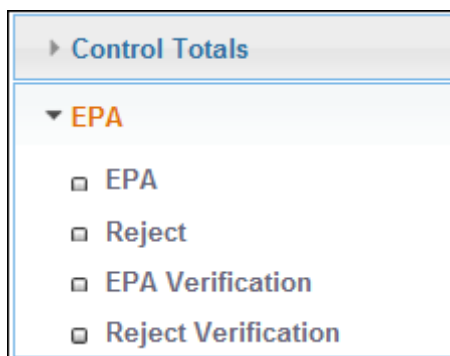 Control Totals
EPA
EPA
Reject
EPA Verification
Reject Verification